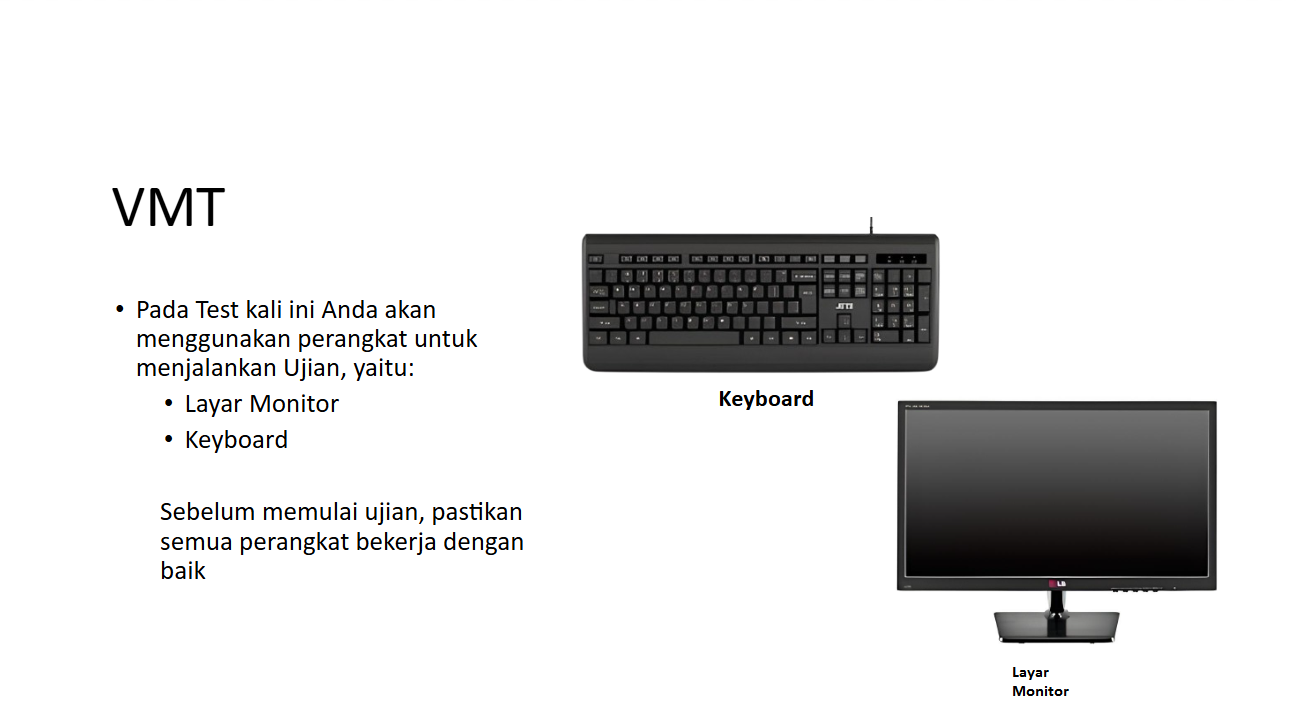 VMT
• Pada Test kali ini Anda akan
menggunakan perangkat untuk
menjalankan Ujian, yaitu:
• Layar Monitor
• Keyboard
Sebelum memulai ujian, pastikan
semua perangkat bekerja dengan
baik
Keyboard
Layar
Monitor